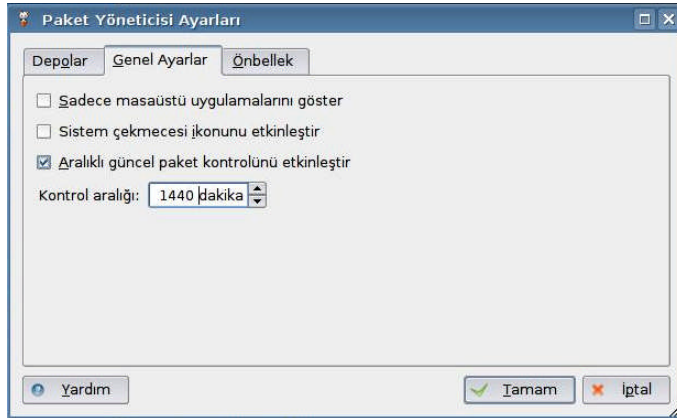 Paket Yöneticisi Ayarları
Depolar Genel Ayarlar Önbellek
Sadece masaüstü uygulamalarını göster
Sistem çekmecesi ikonunu etkinleştir
Aralıklı güncel paket kontrolünü etkinleştir
Kontrol aralığı: 1440 dakika
Yardım Tamam İptal